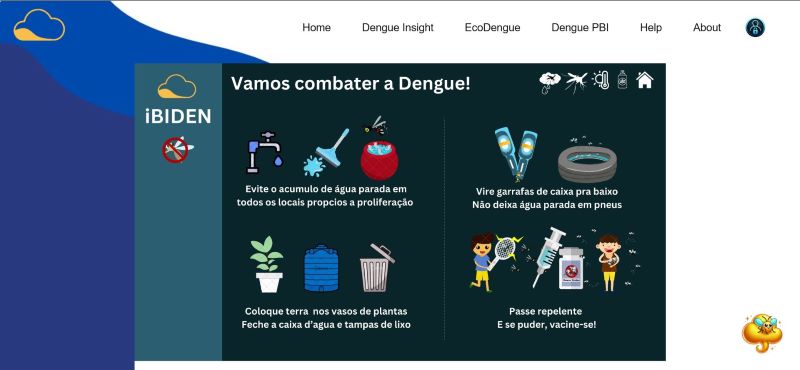 Home Dengue Insight EcoDengue Dengue PBI Help About
iBIDEN
Vamos combater a Dengue!
Evite o acumulo de água parada em
todos os locais propcios a proliferação
Vire garrafas de caixa pra baixo
Não deixa água parada em pneus
Coloque terra nos vasos de plantas
Feche a caixa d'agua e tampas de lixo
Passe repelente
E se puder, vacine-se!